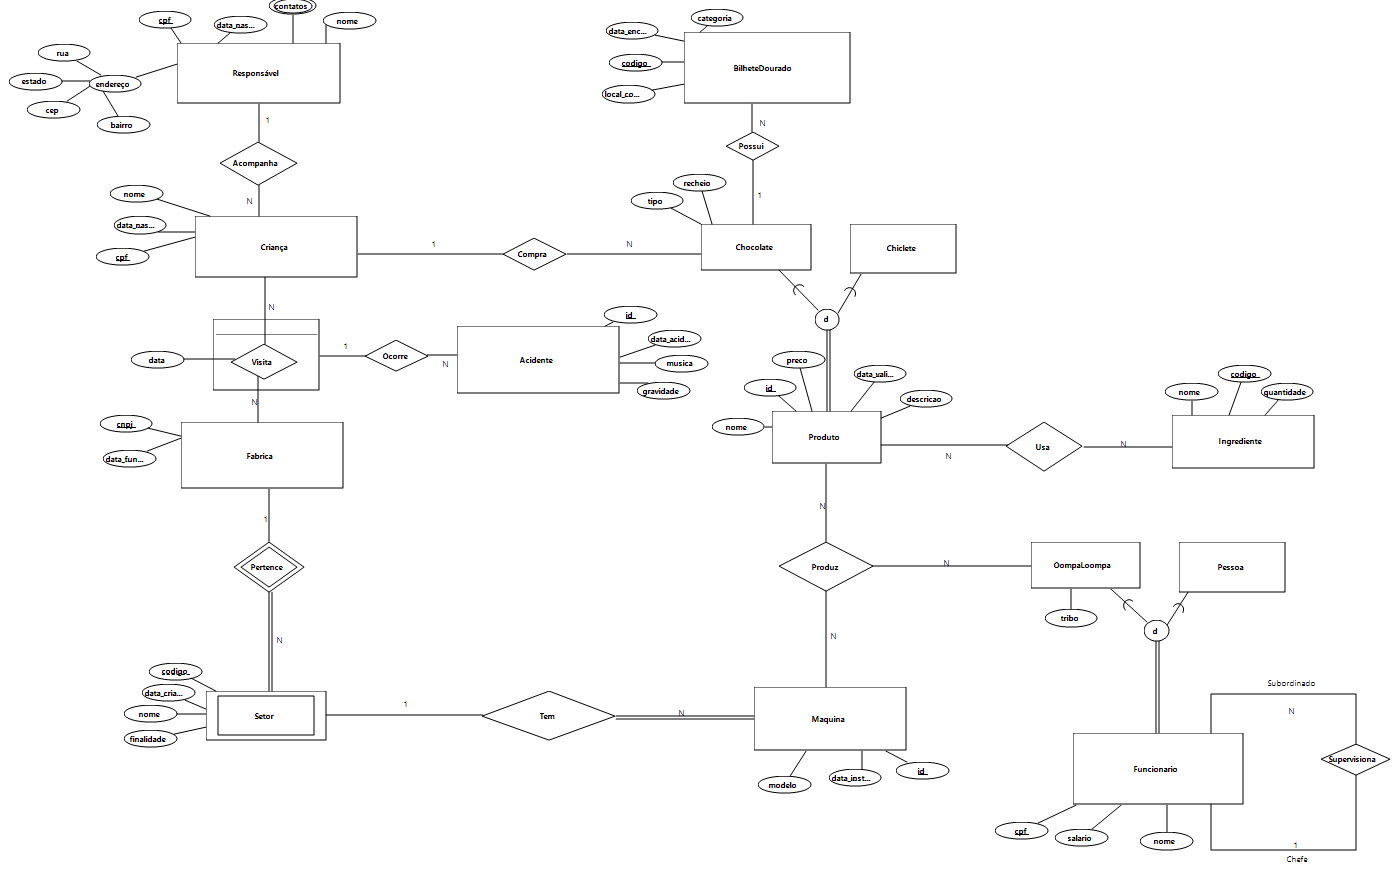 contatos
cpf
data_nas...
nome
rua
estado
endereço
cep
bairro
Responsável
1
Acompanha
N
categoria
data_enc...
codigo
local_co...
BilheteDourado
N
Possui
1
recheio
tipo
nome
data_nas...
cpf
Criança
1
Compra
N
Chocolate
Chiclete
d
N
data
Visita
1
Ocorre
N
Acidente
id
data_acid...
musica
gravidade
N
cnpj
data_fun...
Fabrica
preco
id
data_vali...
descricao
nome
Produto
N
Usa
N
nome
codigo
quantidade
Ingrediente
1
Pertence
N
N
Produz
N
OompaLoompa
Pessoa
tribo
d
N
codigo
data_cria...
nome
finalidade
Setor
1
Tem
N
Maquina
modelo
data_inst...
id
Subordinado
N
Supervisiona
Funcionario
1
Chefe
cpf
salario
nome